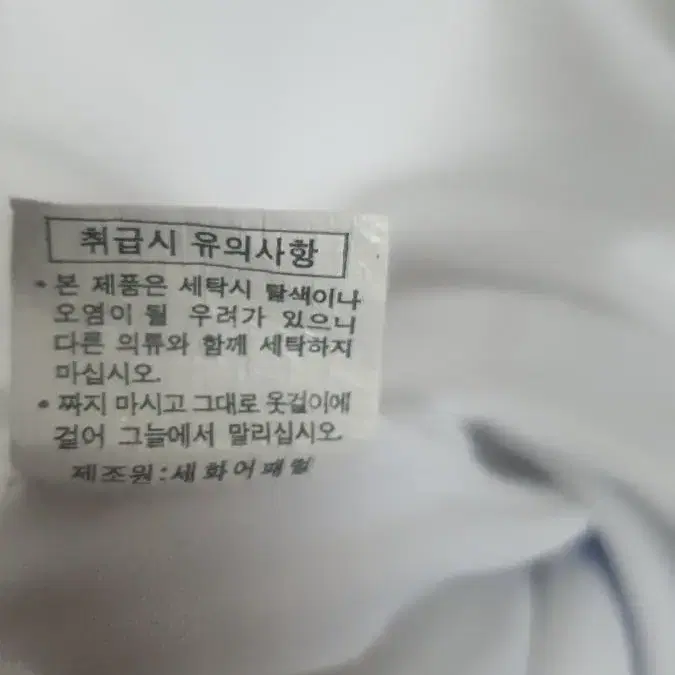 취급시 유의사항
• 본 제품은 세탁시 탈색이나
오염이 될 우려가 있으니
다른 의류와 함께 세탁하지
마십시오.
• 짜지 마시고 그대로 옷걸이에
걸어 그늘에서 말리십시오.
제조원:세화어패럴